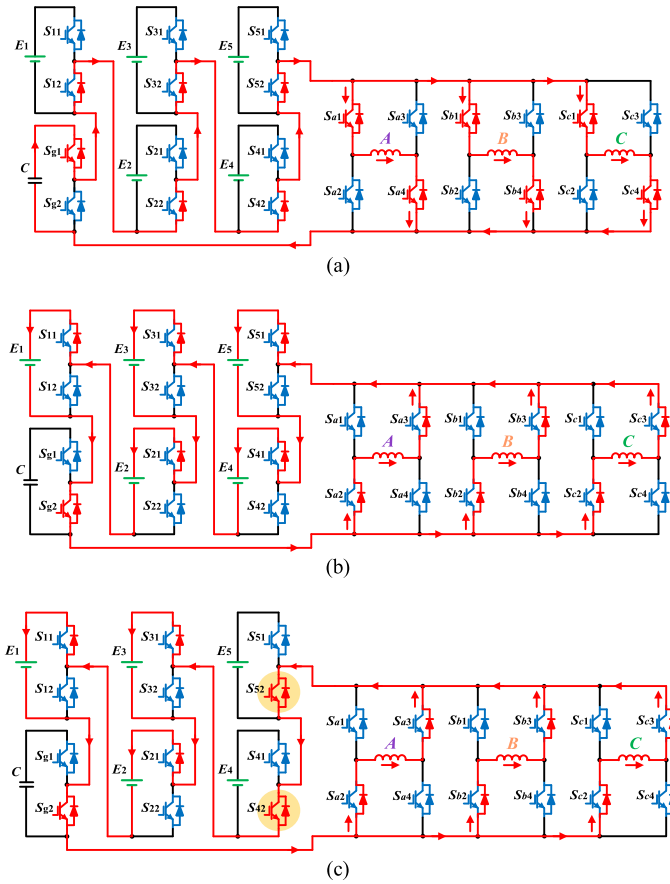 S11 S31 S51
E1 E3 E5
S12 S32 S52
Sa1 Sa3 Sb1 Sb3 Sc1 Sc3
Sg1 S21 S41
A B C
C E2 E4
Sg2 S22 S42
Sa2 Sa4 Sb2 Sb4 Sc2 Sc4
(a)
S11 S31 S51
E1 E3 E5
S12 S32 S52
Sa1 Sa3 Sb1 Sb3 Sc1 Sc3
Sg1 S21 S41
A B C
C E2 E4
Sg2 S22 S42
Sa2 Sa4 Sb2 Sb4 Sc2 Sc4
(b)
S11 S31 S51
E1 E3 E5
S12 S32 S52
Sa1 Sa3 Sb1 Sb3 Sc1 Sc3
Sg1 S21 S41
A B C
C E2 E4
Sg2 S22 S42
Sa2 Sa4 Sb2 Sb4 Sc2 Sc4
(c)